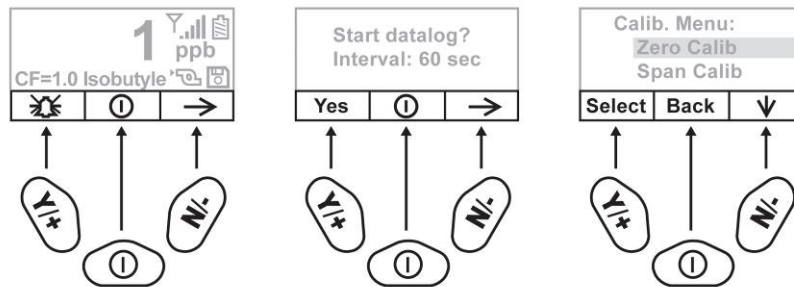 1
ppb
CF=1.0 Isobutyle
Y/+
N/-
Start datalog?
Interval: 60 sec
Yes
Y/+
N/-
Calib. Menu:
Zero Calib
Span Calib
Select Back
Y/+
N/-